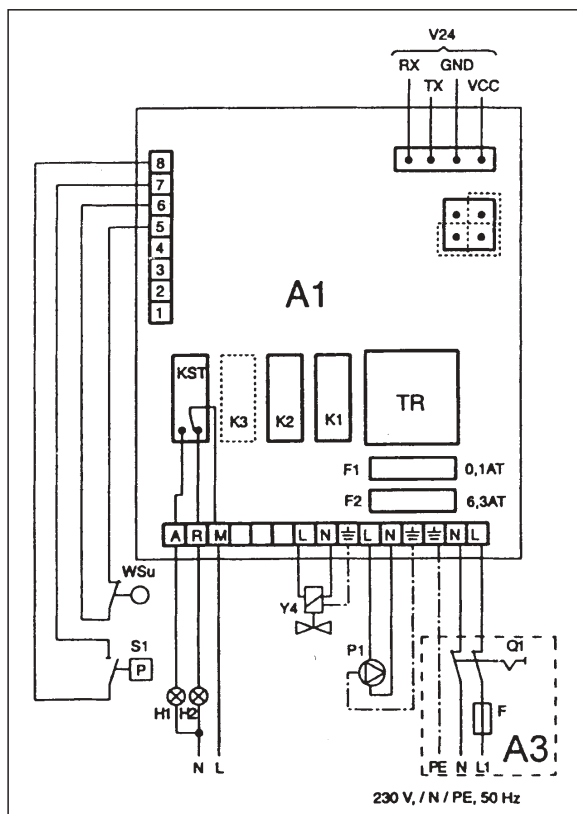 V24
RX GND
TX VCC
8
7
6
5
4
3
2
1
A1
KST
K3
K2
K1
TR
F1 0,1AT
F2 6,3AT
A R M L N L N N L
WSu
Y4
S1
P
P1
Q1
F
H1 H2
A3
N L PE N L1
230 V, / N / PE, 50 Hz